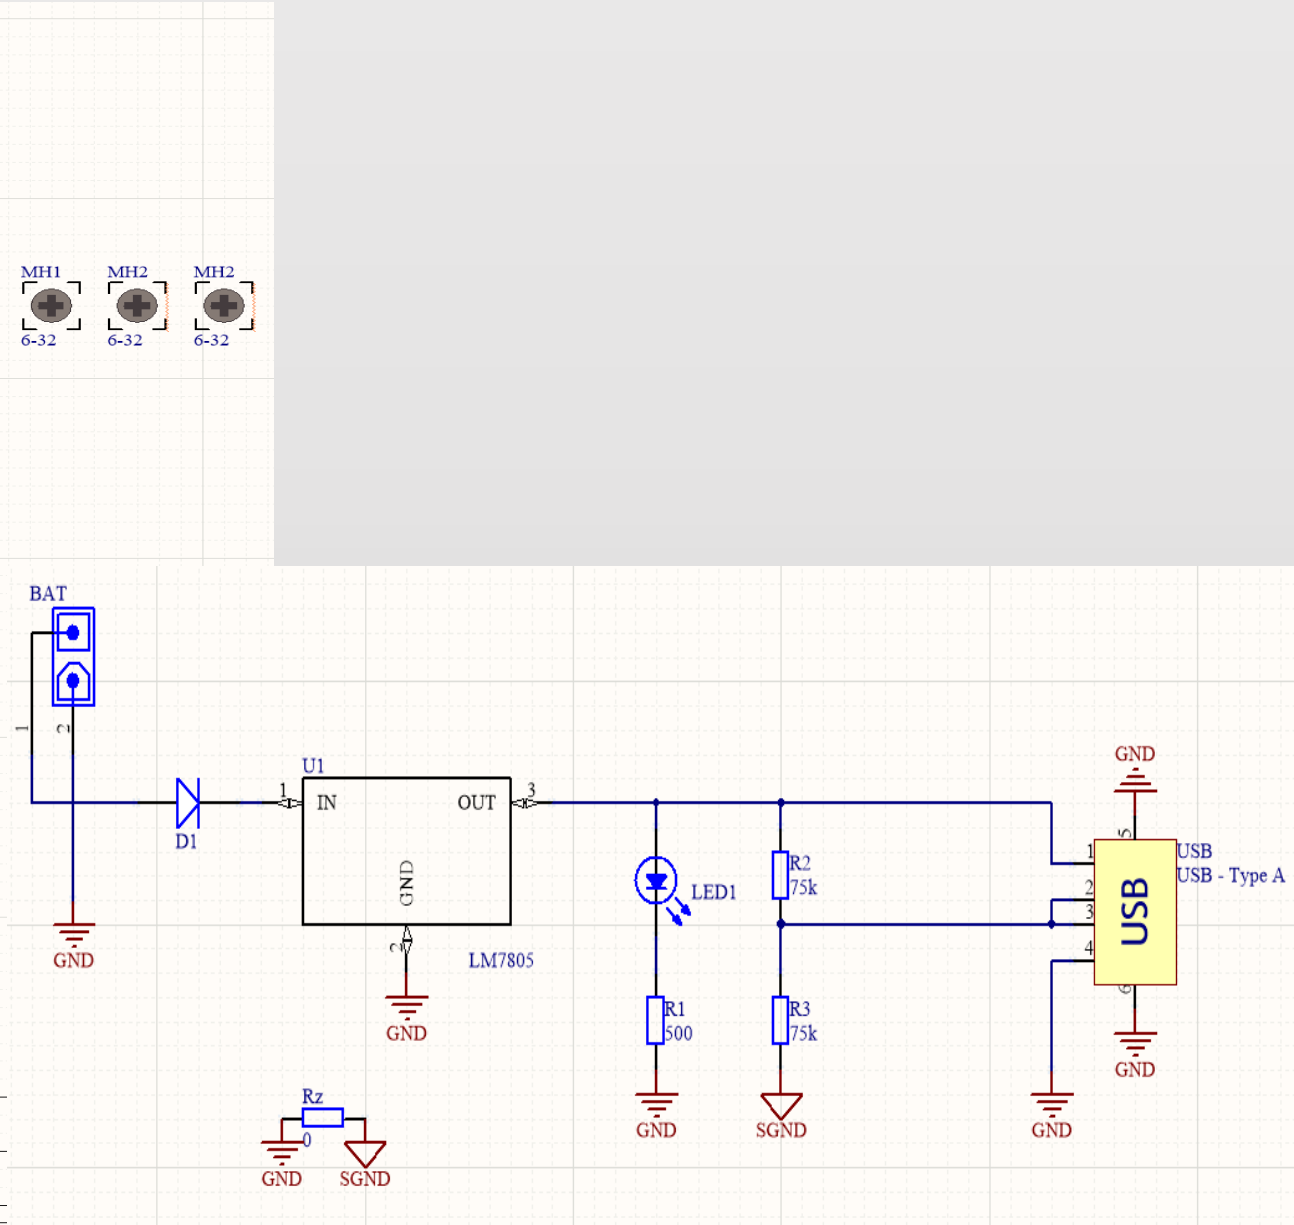 MH1
MH2
MH2
6-32
6-32
6-32
BAT
1
2
GND
D1
U1
1
IN
OUT
3
GND
2
LM7805
GND
LED1
R1
500
GND
R2
75k
R3
75k
SGND
GND
5
1
2
3
4
USB
USB
USB - Type A
6
GND
GND
Rz
0
GND
SGND